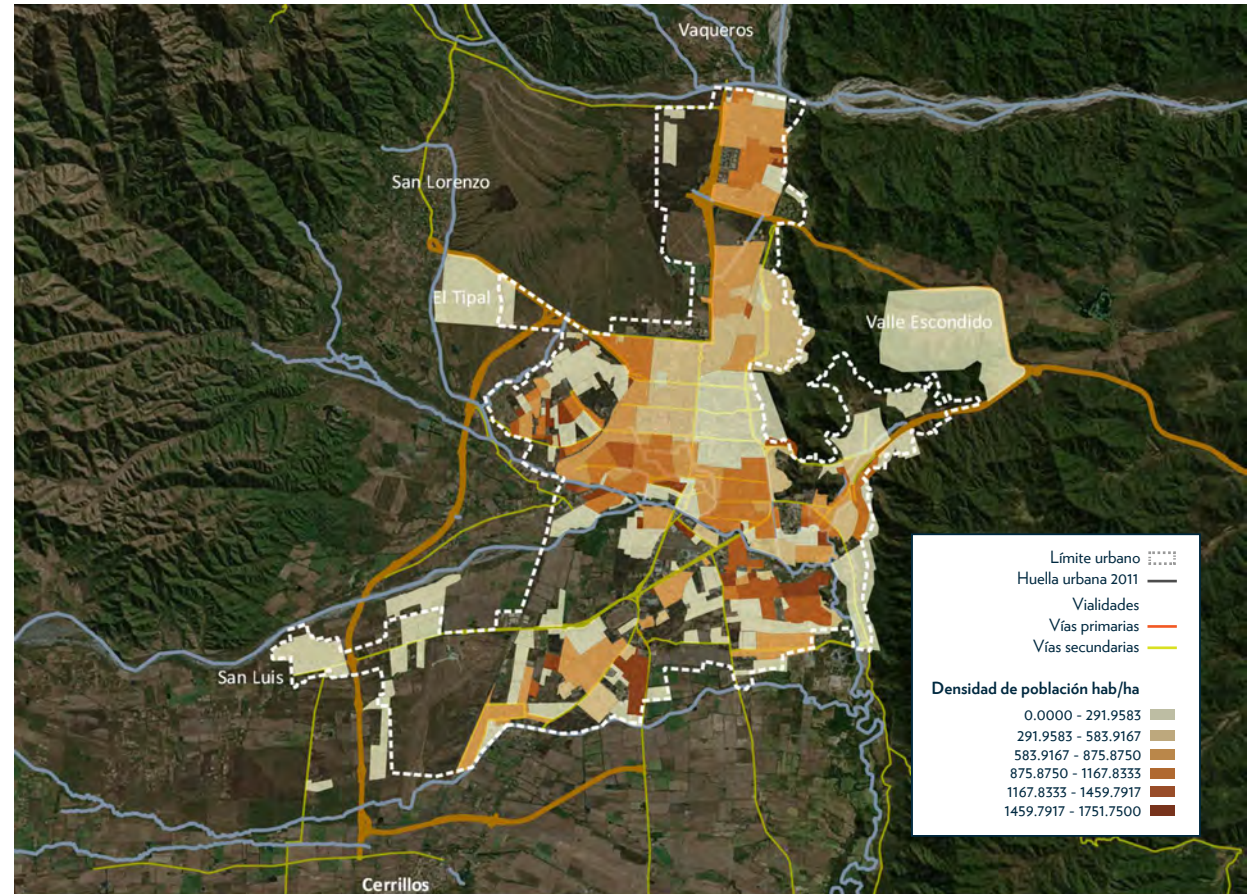 Vaqueros
San Lorenzo
El Tipal
Valle Escondido
San Luis
Cerrillos
Límite urbano
Huella urbana 2011
Vialidades
Vías primarias
Vías secundarias
Densidad de población hab/ha
0.0000 - 291.9583
291.9583 - 583.9167
583.9167 - 875.8750
875.8750 - 1167.8333
1167.8333 - 1459.7917
1459.7917 - 1751.7500